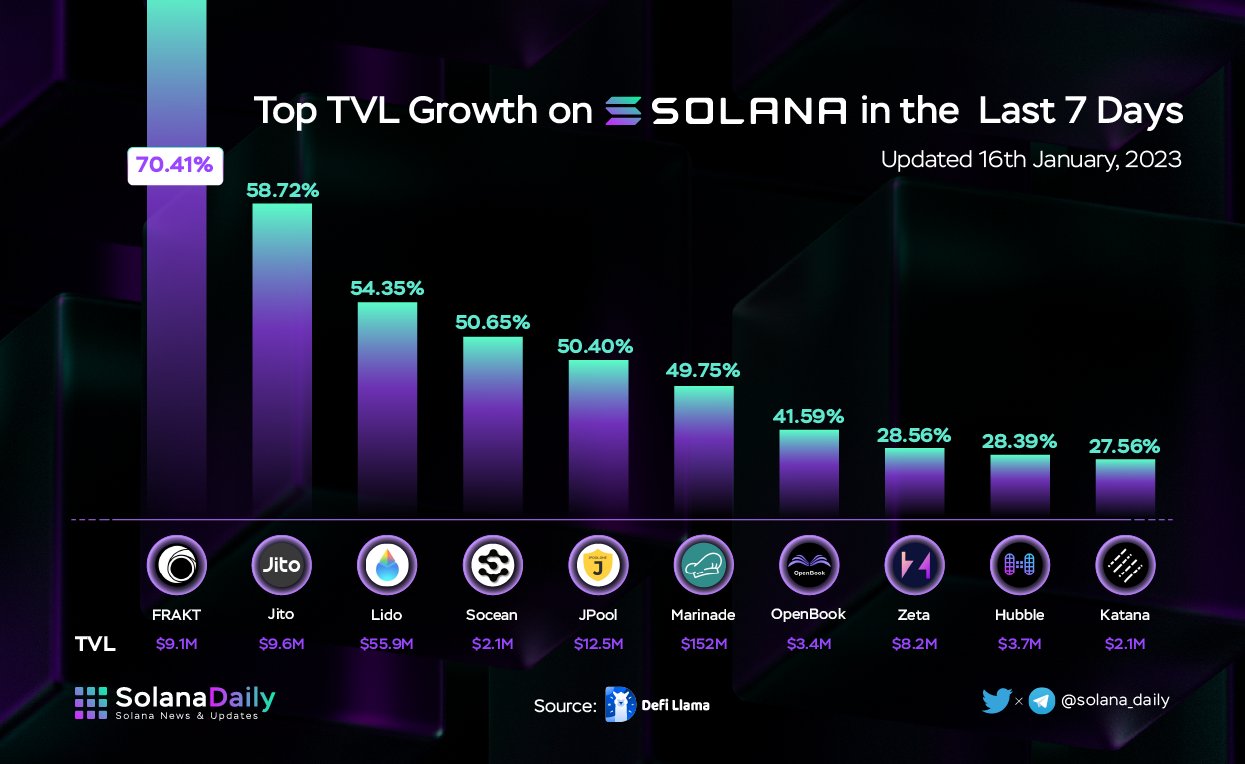 Top TVL Growth on SOLANA in the Last 7 Days
Updated 16th January, 2023
70.41%
58.72%
54.35%
50.65%
50.40%
49.75%
41.59%
28.56%
28.39%
27.56%
Jito
JPOOL.ONE
J
OpenBook
FRAKT Jito Lido Socean JPool Marinade OpenBook Zeta Hubble Katana
TVL $9.1M $9.6M $55.9M $2.1M $12.5M $152M $3.4M $8.2M $3.7M $2.1M
SolanaDaily
Solana News & Updates
Source: Defi Llama
× @solana_daily